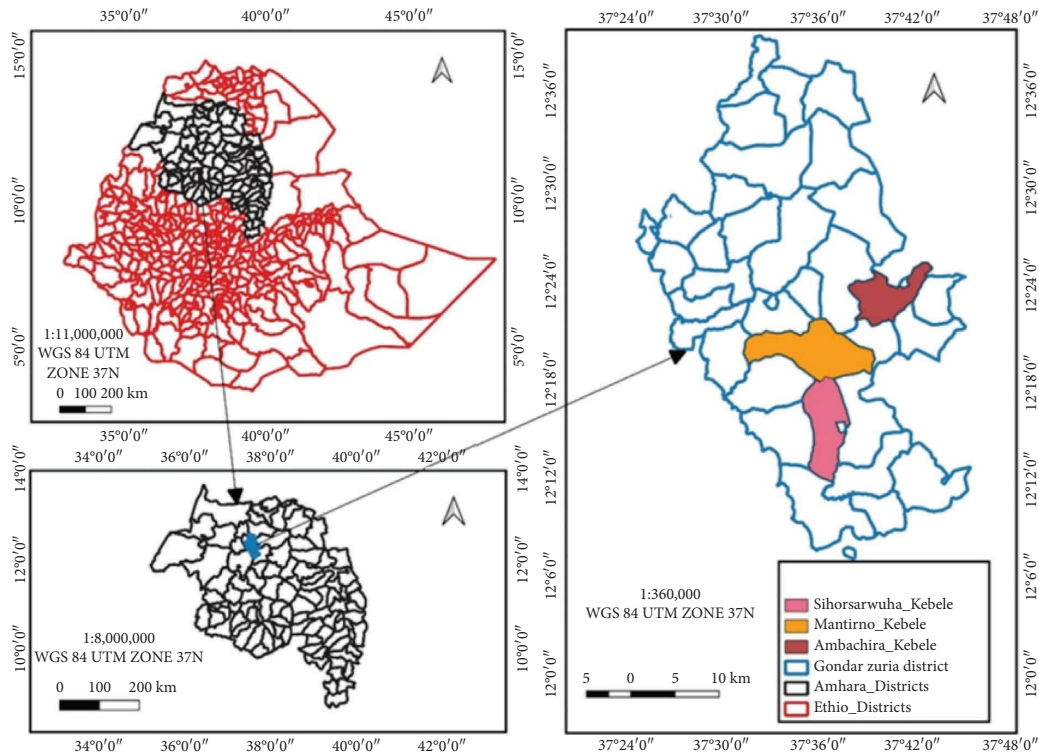 35°0′0″ 40°0′0″ 45°0′0″
15°0′0″ 15°0′0″
10°0′0″ 10°0′0″
5°0′0″ 5°0′0″
1:11,000,000
WGS 84 UTM
ZONE 37N
0 100 200 km
35°0′0″ 40°0′0″ 45°0′0″
34°0′0″ 36°0′0″ 38°0′0″ 40°0′0″ 42°0′0″
14°0′0″ 14°0′0″
12°0′0″ 12°0′0″
10°0′0″ 10°0′0″
1:8,000,000
WGS 84 UTM ZONE 37N
0 100 200 km
34°0′0″ 36°0′0″ 38°0′0″ 40°0′0″ 42°0′0″
37°24′0″ 37°30′0″ 37°36′0″ 37°42′0″ 37°48′0″
12°36′0″ 12°36′0″
12°30′0″ 12°30′0″
12°24′0″ 12°24′0″
12°18′0″ 12°18′0″
12°12′0″ 12°12′0″
12°6′0″ 12°6′0″
12°0′0″ 12°0′0″
1:360,000
WGS 84 UTM ZONE 37N
5 0 5 10 km
Sihorsarwuha_Kebele
Mantirno_Kebele
Ambachira_Kebele
Gondar zuria district
Amhara_Districts
Ethio_Districts
37°24′0″ 37°30′0″ 37°36′0″ 37°42′0″ 37°48′0″